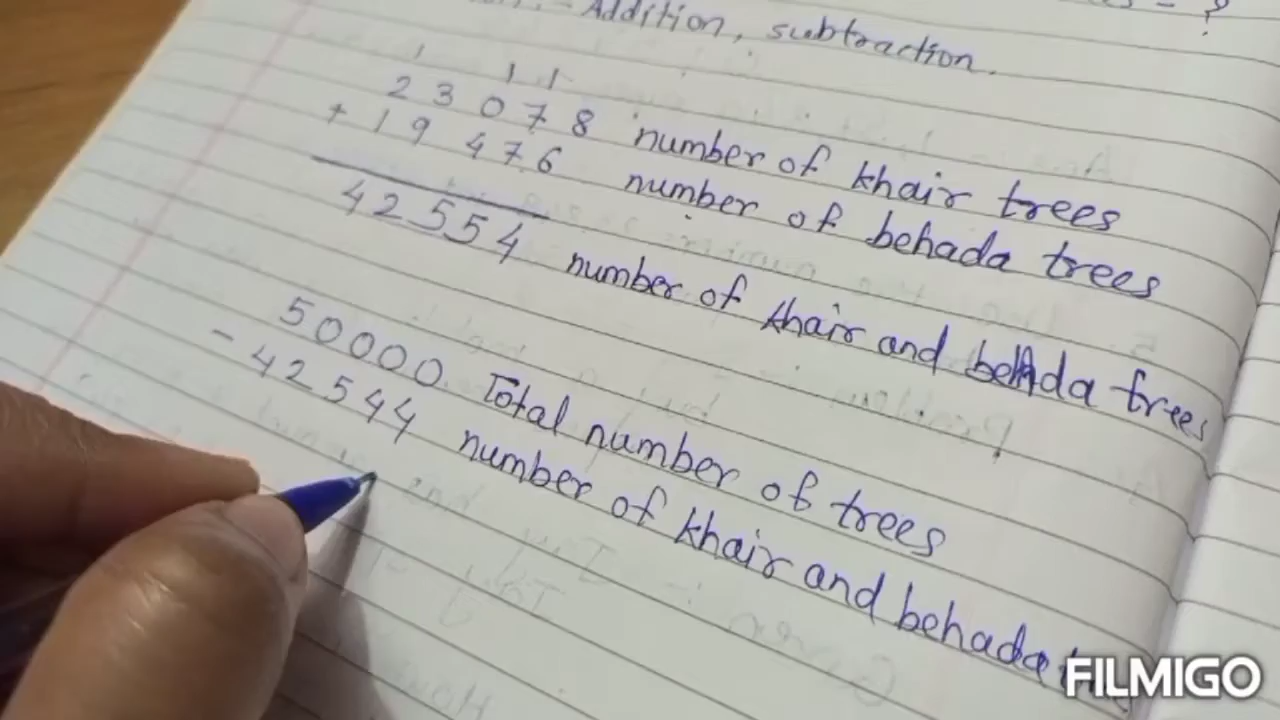 - Addition, subtraction.
1 1 1
2 3 0 7 8 number of khair trees
+ 1 9 4 7 6 number of behada trees
4 2 5 5 4 number of khair and behada trees
5 0 0 0 0 Total number of trees
- 4 2 5 4 4 number of khair and behada
FILMIGO